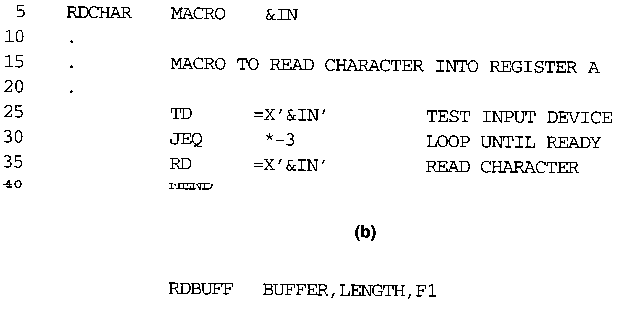 5 RDCHAR MACRO &IN
10 .
15 . MACRO TO READ CHARACTER INTO REGISTER A
20 .
25 TD =X'&IN' TEST INPUT DEVICE
30 JEQ *-3 LOOP UNTIL READY
35 RD =X'&IN' READ CHARACTER
40 MEND
(b)
RDBUFF BUFFER,LENGTH,F1